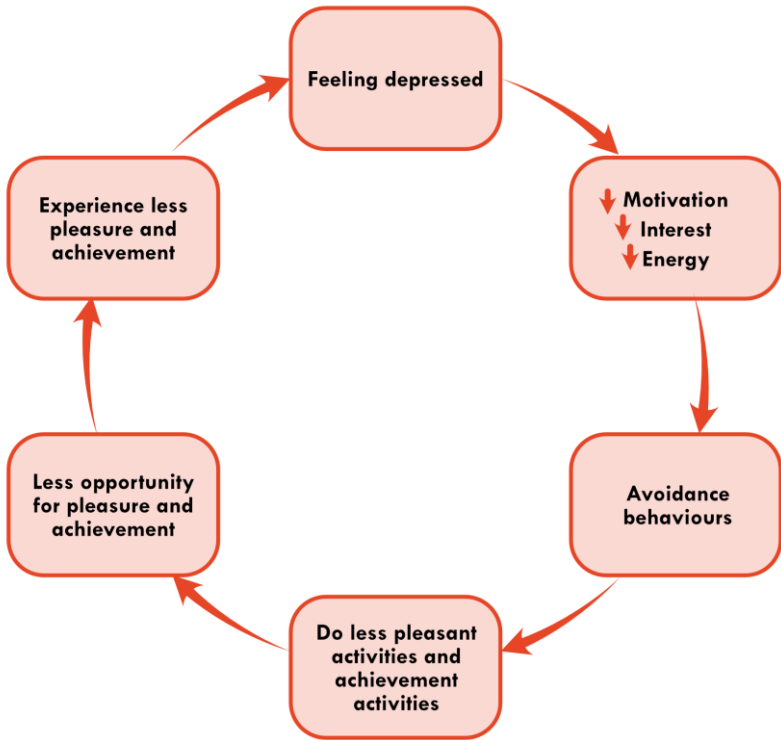 Feeling depressed
Motivation
Interest
Energy
Avoidance
behaviours
Do less pleasant
activities and
achievement
activities
Less opportunity
for pleasure and
achievement
Experience less
pleasure and
achievement